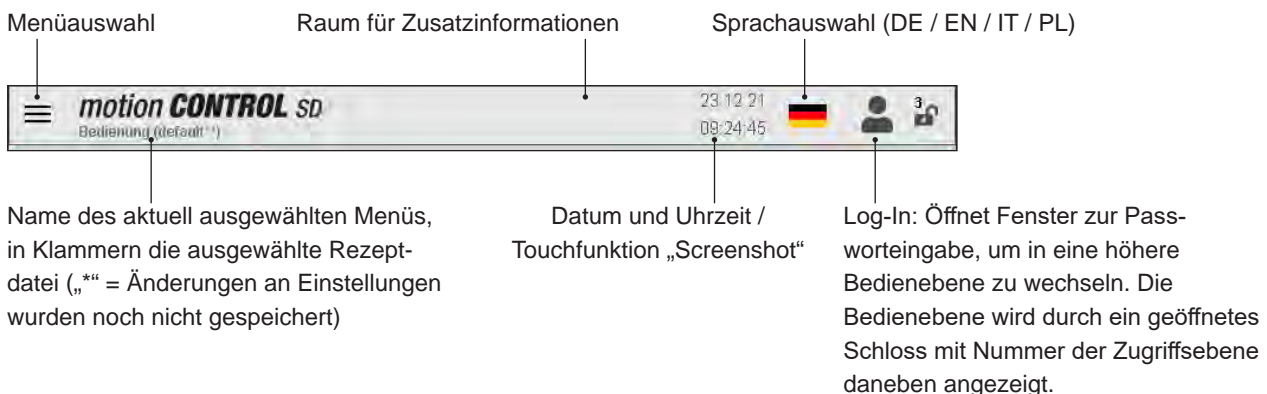 Menüauswahl
Raum für Zusatzinformationen
Sprachauswahl (DE / EN / IT / PL)
motion CONTROL SD
Bedienung (default**)
23.12.21
09:24:45
3
Name des aktuell ausgewählten Menüs,
in Klammern die ausgewählte Rezept-
datei („*“ = Änderungen an Einstellungen
wurden noch nicht gespeichert)
Datum und Uhrzeit /
Touchfunktion „Screenshot“
Log-In: Öffnet Fenster zur Pass-
worteingabe, um in eine höhere
Bedienebene zu wechseln. Die
Bedienebene wird durch ein geöffnetes
Schloss mit Nummer der Zugriffsebene
daneben angezeigt.